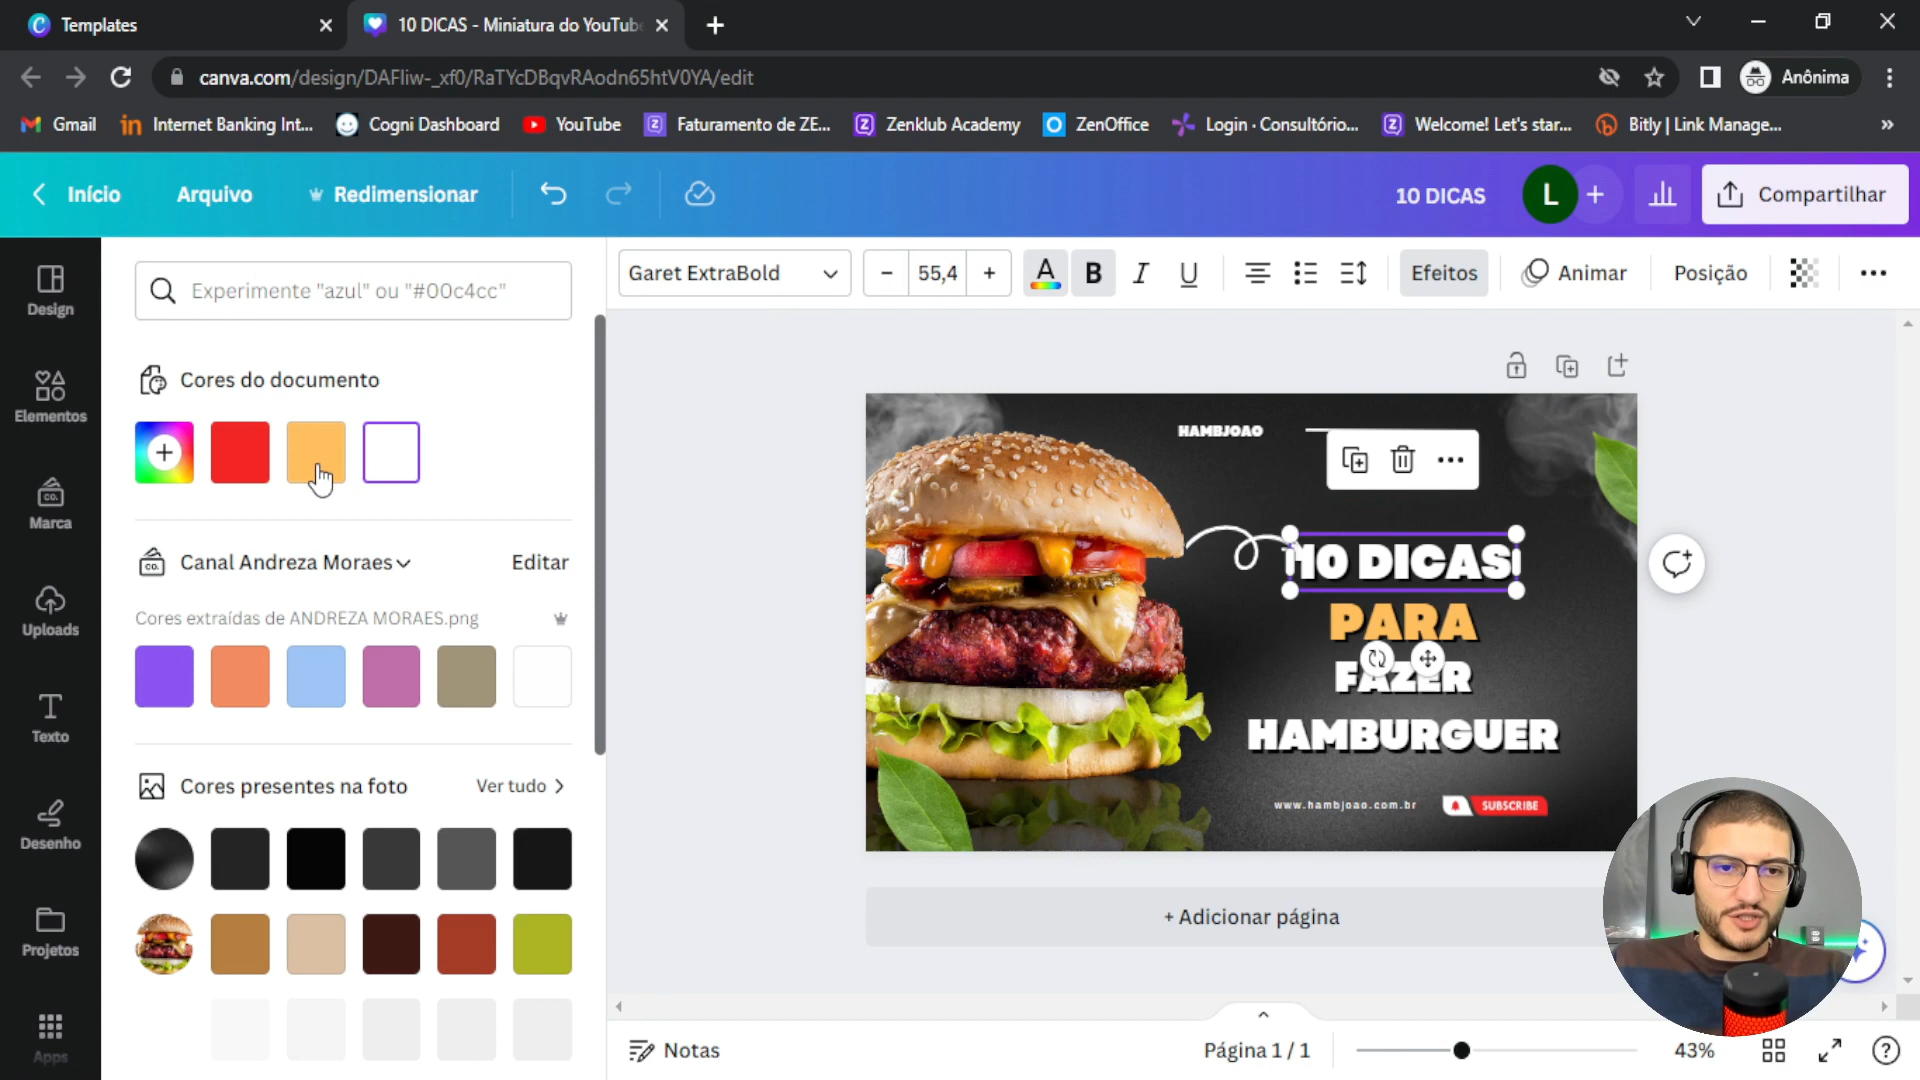 Templates
10 DICAS - Miniatura do YouTube
canva.com/design/DAFliw-_xf0/RaTYcDBqvRAodn65htV0YA/edit
Anônima
Gmail
Internet Banking Int...
Cogni Dashboard
YouTube
Faturamento de ZE...
Zenklub Academy
ZenOffice
Login · Consultório...
Welcome! Let's star...
Bitly | Link Manage...
»
Início
Arquivo
Redimensionar
10 DICAS
L
Compartilhar
Design
Elementos
Marca
Uploads
Texto
Desenho
Projetos
Apps
Experimente "azul" ou "#00c4cc"
Cores do documento
Canal Andreza Moraes
Editar
Cores extraídas de ANDREZA MORAES.png
Cores presentes na foto
Ver tudo
Garet ExtraBold
55,4
A
B
I
U
Efeitos
Animar
Posição
HAMBJOAO
10 DICAS
PARA
FAZER
HAMBURGUER
www.hambjoao.com.br
SUBSCRIBE
+ Adicionar página
Notas
Página 1 / 1
43%